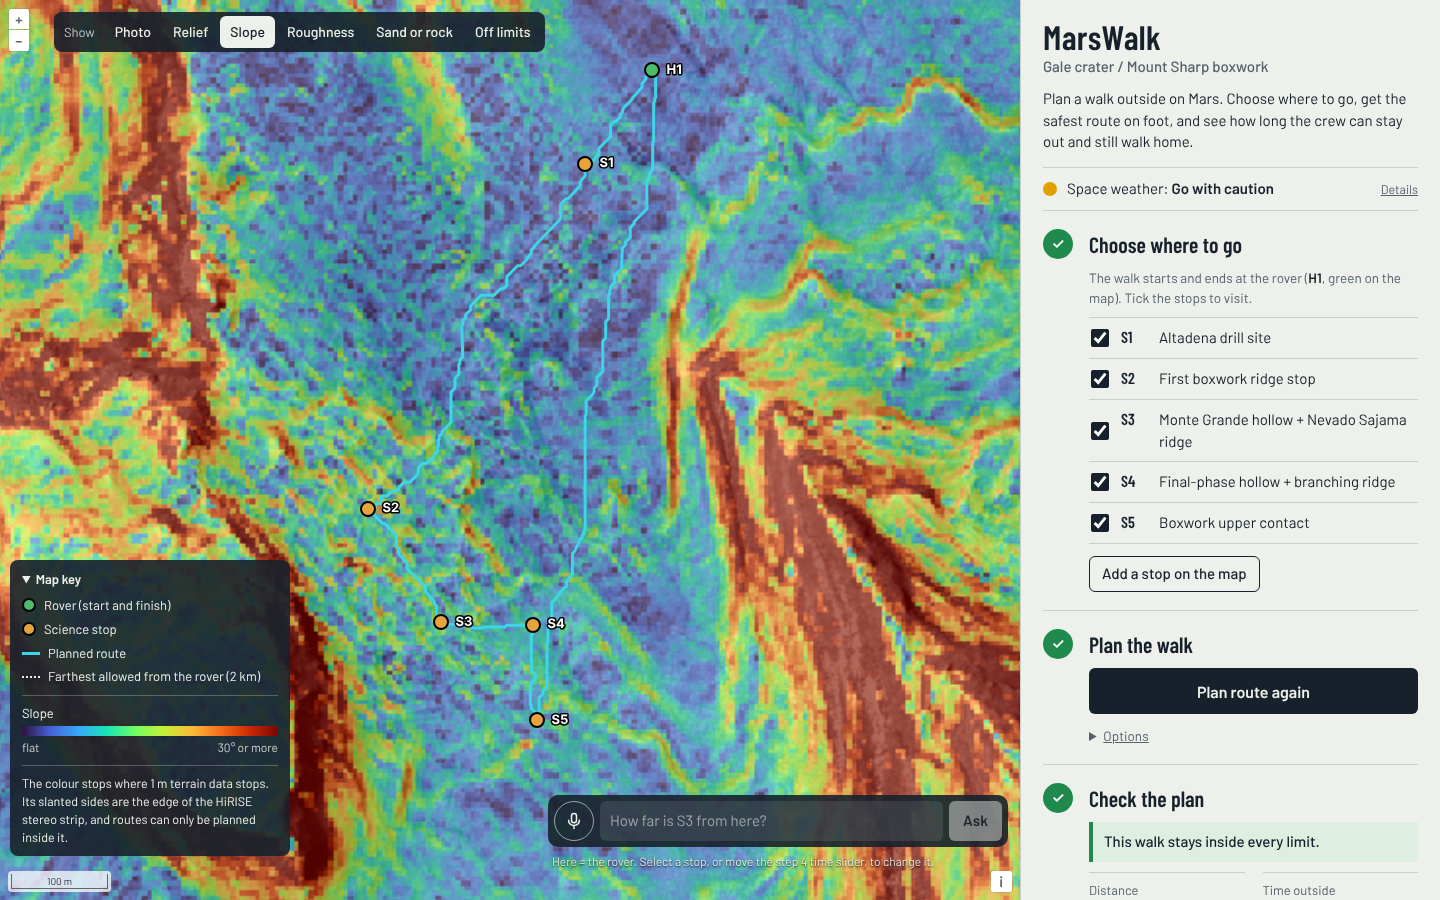 +
−
Show Photo Relief Slope Roughness Sand or rock Off limits
H1
S1
S2
S3
S4
S5
▼ Map key
Rover (start and finish)
Science stop
Planned route
Farthest allowed from the rover (2 km)
Slope
flat 30° or more
The colour stops where 1 m terrain data stops.
Its slanted sides are the edge of the HiRISE
stereo strip, and routes can only be planned
inside it.
100 m
How far is S3 from here?
Ask
Here = the rover. Select a stop, or move the step 4 time slider, to change it.
i
MarsWalk
Gale crater / Mount Sharp boxwork
Plan a walk outside on Mars. Choose where to go, get the
safest route on foot, and see how long the crew can stay
out and still walk home.
Space weather: Go with caution Details
Choose where to go
The walk starts and ends at the rover (H1, green on the
map). Tick the stops to visit.
S1 Altadena drill site
S2 First boxwork ridge stop
S3 Monte Grande hollow + Nevado Sajama
ridge
S4 Final-phase hollow + branching ridge
S5 Boxwork upper contact
Add a stop on the map
Plan the walk
Plan route again
▶ Options
Check the plan
This walk stays inside every limit.
Distance Time outside